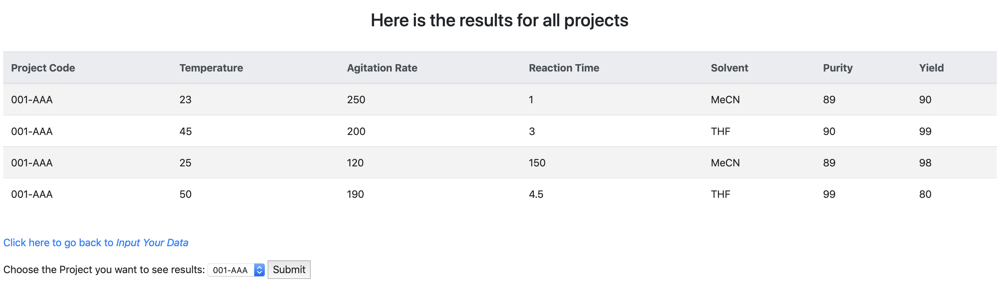 Here is the results for all projects
Project Code Temperature Agitation Rate Reaction Time Solvent Purity Yield
001-AAA 23 250 1 MeCN 89 90
001-AAA 45 200 3 THF 90 99
001-AAA 25 120 150 MeCN 89 98
001-AAA 50 190 4.5 THF 99 80
Click here to go back to Input Your Data
Choose the Project you want to see results: 001-AAA Submit